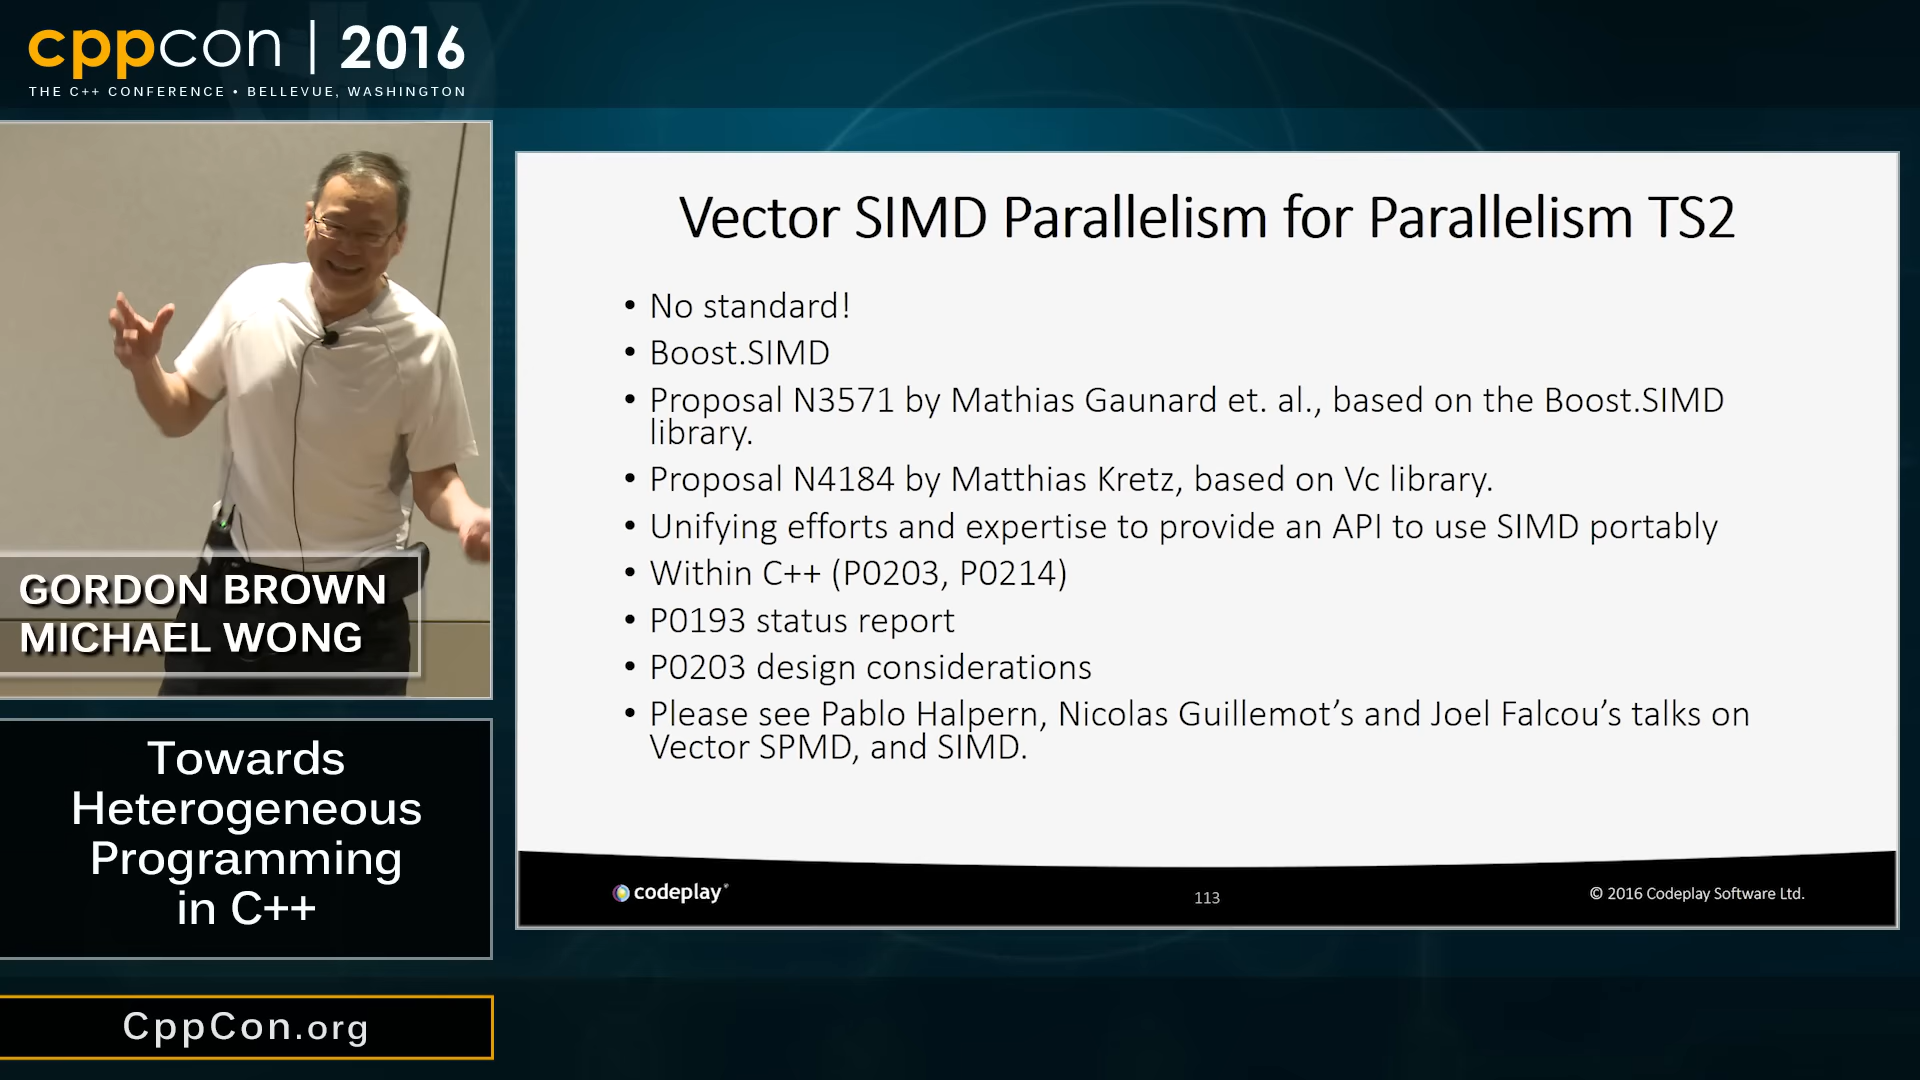 cppcon | 2016
THE C++ CONFERENCE • BELLEVUE, WASHINGTON
GORDON BROWN
MICHAEL WONG
Towards
Heterogeneous
Programming
in C++
CppCon.org
Vector SIMD Parallelism for Parallelism TS2
• No standard!
• Boost.SIMD
• Proposal N3571 by Mathias Gaunard et. al., based on the Boost.SIMD
library.
• Proposal N4184 by Matthias Kretz, based on Vc library.
• Unifying efforts and expertise to provide an API to use SIMD portably
• Within C++ (P0203, P0214)
• P0193 status report
• P0203 design considerations
• Please see Pablo Halpern, Nicolas Guillemot’s and Joel Falcou’s talks on
Vector SPMD, and SIMD.
codeplay®
113
© 2016 Codeplay Software Ltd.